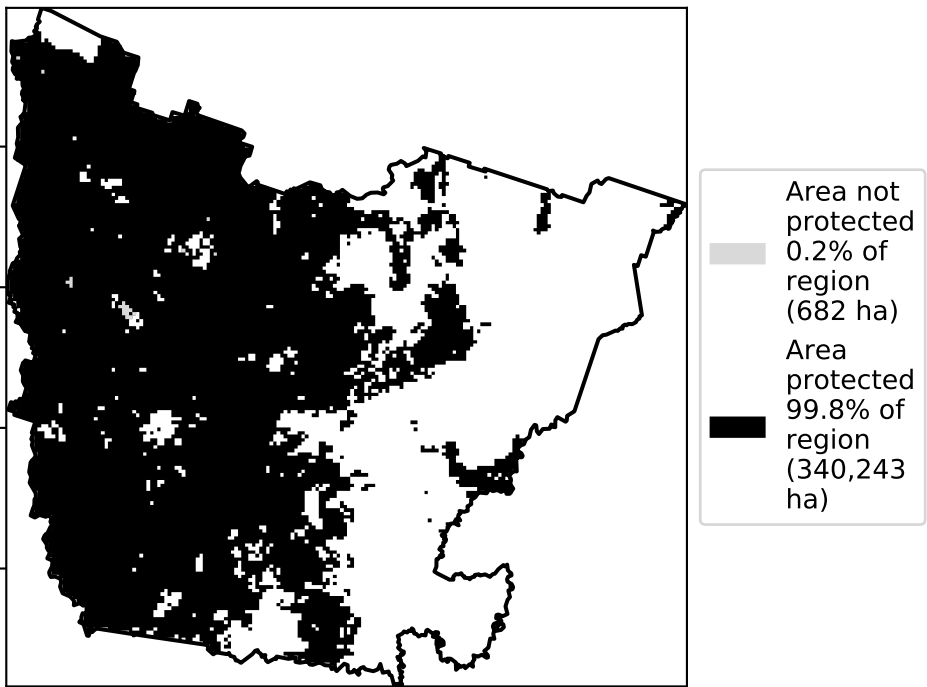 Area not
protected
0.2% of
region
(682 ha)
Area
protected
99.8% of
region
(340,243
ha)